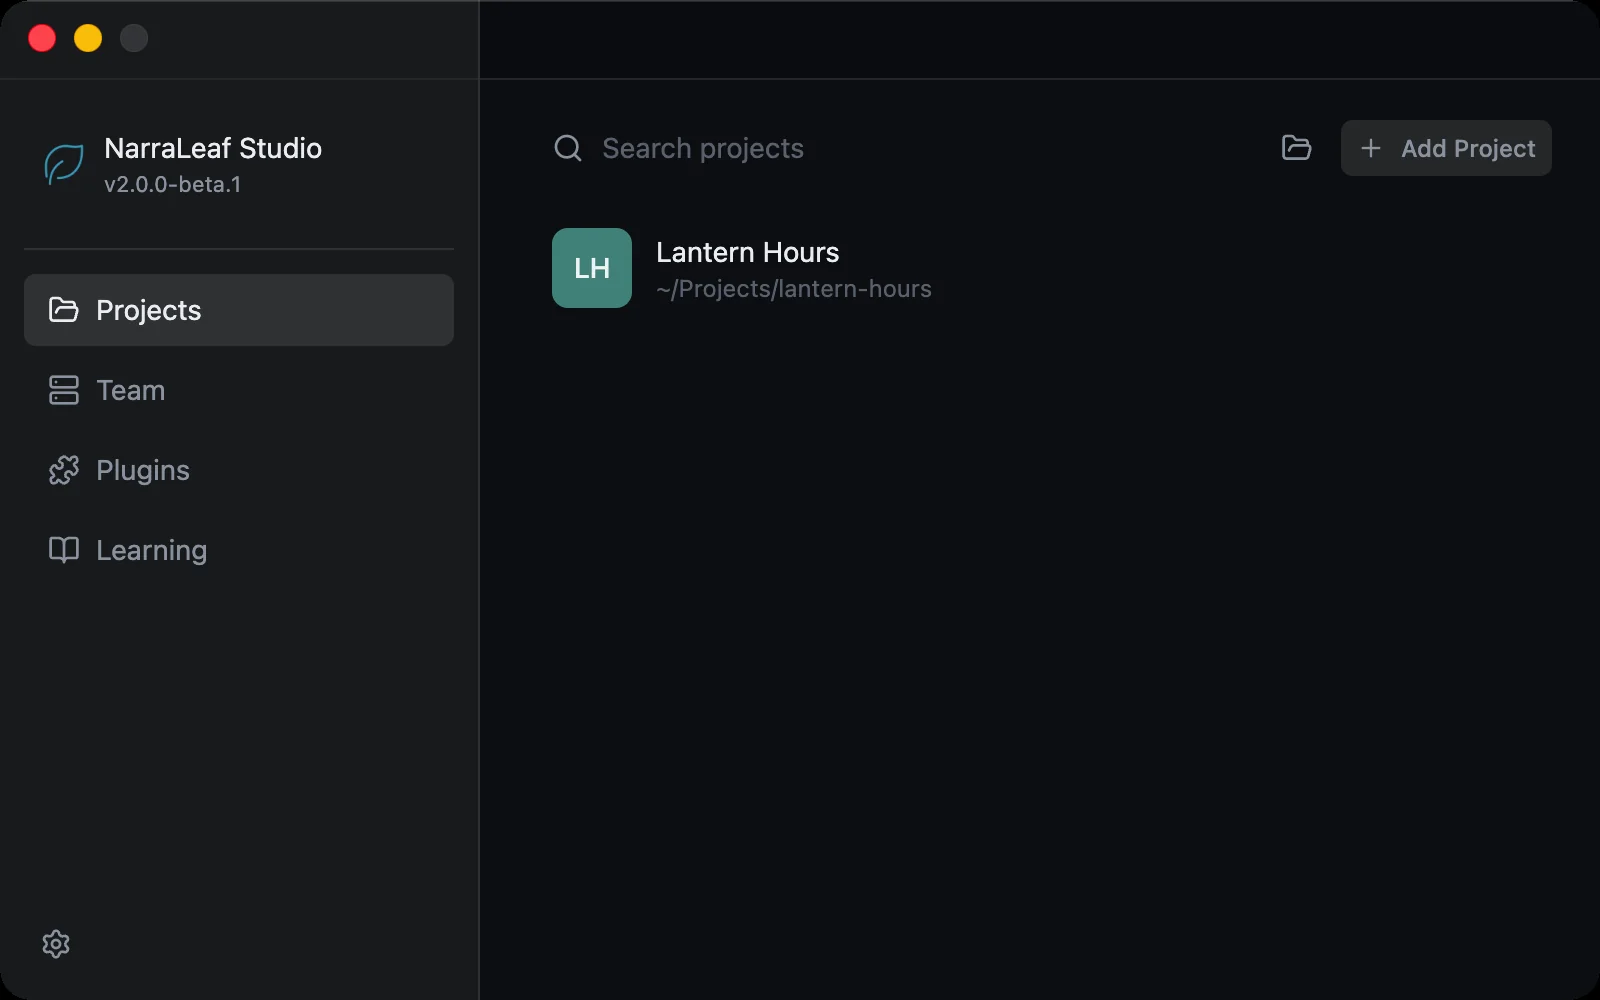 NarraLeaf Studio
v2.0.0-beta.1
Projects
Team
Plugins
Learning
Search projects
Add Project
LH
Lantern Hours
~/Projects/lantern-hours